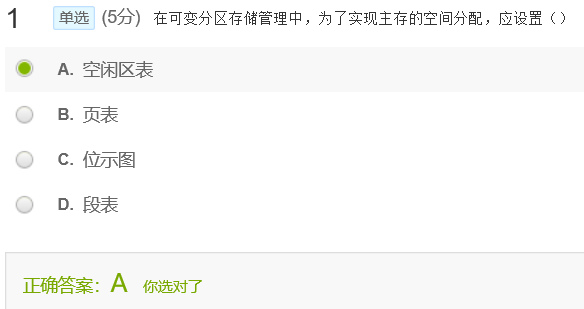 1 单选 (5分) 在可变分区存储管理中，为了实现主存的空间分配，应设置（）
A. 空闲区表
B. 页表
C. 位示图
D. 段表
正确答案：A 你选对了